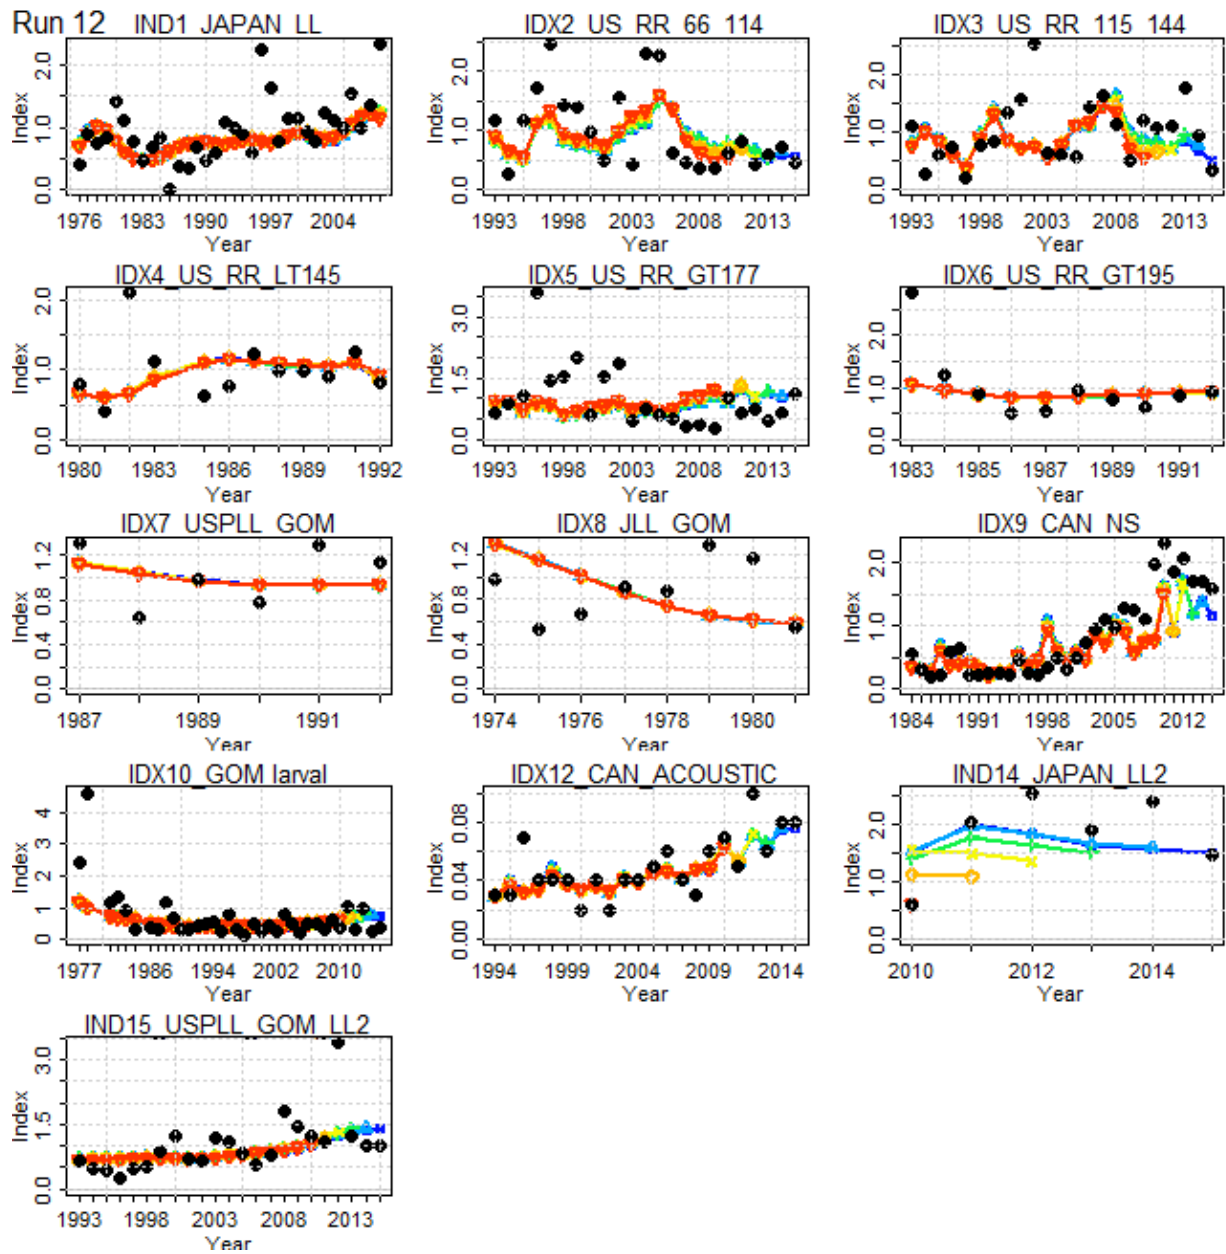 Run 12
IND1_JAPAN_LL
IDX2_US_RR_66_114
IDX3_US_RR_115_144
Index
2.0
1.0
0.0
1976 1983 1990 1997 2004
Year
Index
2.0
1.0
0.0
1993 1998 2003 2008 2013
Year
Index
2.0
1.0
0.0
1993 1998 2003 2008 2013
Year
IDX4_US_RR_LT145
IDX5_US_RR_GT177
IDX6_US_RR_GT195
Index
2.0
1.0
0.0
1980 1983 1986 1989 1992
Year
Index
3.0
1.5
0.0
1993 1998 2003 2008 2013
Year
Index
2.0
1.0
0.0
1983 1985 1987 1989 1991
Year
IDX7_USPLL_GOM
IDX8_JLL_GOM
IDX9_CAN_NS
Index
1.2
0.8
0.4
0.0
1987 1989 1991
Year
Index
1.2
0.8
0.4
0.0
1974 1976 1978 1980
Year
Index
2.0
1.0
0.0
1984 1991 1998 2005 2012
Year
IDX10_GOM larval
IDX12_CAN_ACOUSTIC
IND14_JAPAN_LL2
Index
4
3
2
1
0
1977 1986 1994 2002 2010
Year
Index
0.08
0.04
0.00
1994 1999 2004 2009 2014
Year
Index
2.0
1.0
0.0
2010 2012 2014
Year
IND15_USPLL_GOM_LL2
Index
3.0
1.5
0.0
1993 1998 2003 2008 2013
Year